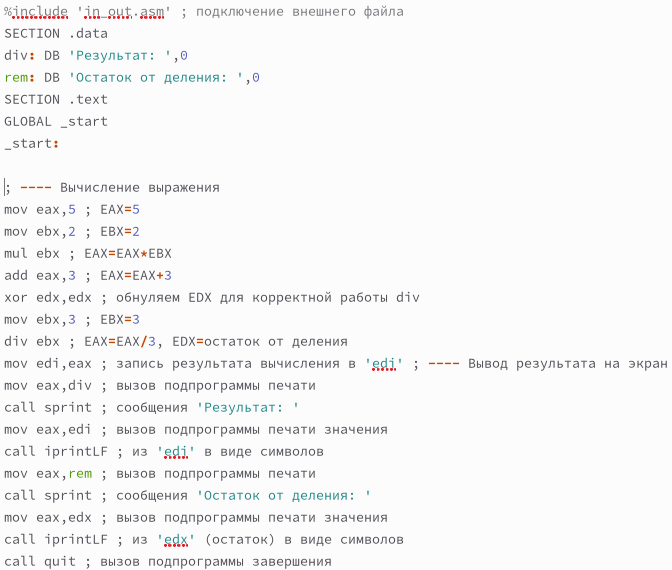 %include 'in_out.asm' ; подключение внешнего файла
SECTION .data
div: DB 'Результат: ',0
rem: DB 'Остаток от деления: ',0
SECTION .text
GLOBAL _start
_start:
; ---- Вычисление выражения
mov eax,5 ; EAX=5
mov ebx,2 ; EBX=2
mul ebx ; EAX=EAX*EBX
add eax,3 ; EAX=EAX+3
xor edx,edx ; обнуляем EDX для корректной работы div
mov ebx,3 ; EBX=3
div ebx ; EAX=EAX/3, EDX=остаток от деления
mov edi,eax ; запись результата вычисления в 'edi' ; ---- Вывод результата на экран
mov eax,div ; вызов подпрограммы печати
call sprint ; сообщения 'Результат: '
mov eax,edi ; вызов подпрограммы печати значения
call iprintLF ; из 'edi' в виде символов
mov eax,rem ; вызов подпрограммы печати
call sprint ; сообщения 'Остаток от деления: '
mov eax,edx ; вызов подпрограммы печати значения
call iprintLF ; из 'edx' (остаток) в виде символов
call quit ; вызов подпрограммы завершения